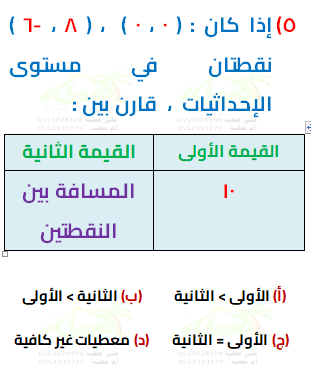 ٥) إذا كان : ( ٠ ، ٠ ) ، ( ٨ ، -٦ )
نقطتان في مستوى
الإحداثيات ، قارن بين :
القيمة الأولى القيمة الثانية
١٠ المسافة بين
النقطتين
(أ) الأولى > الثانية (ب) الثانية > الأولى
(ج) الأولى = الثانية (د) معطيات غير كافية